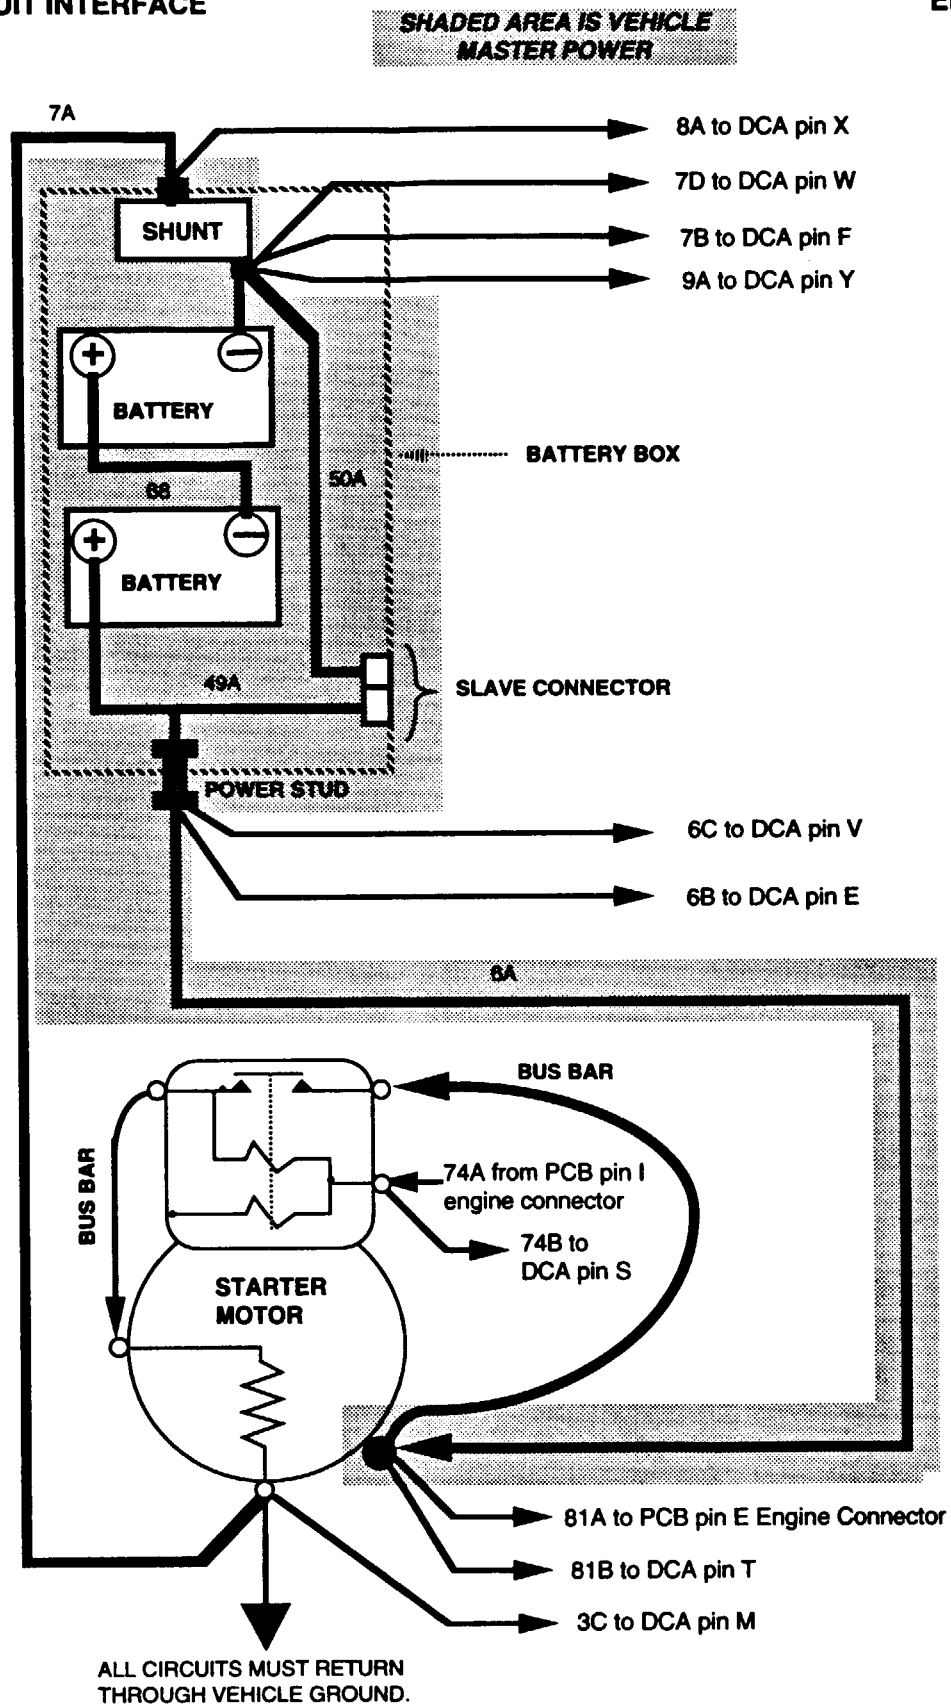 UIT INTERFACE
SHADED AREA IS VEHICLE
MASTER POWER
7A
8A to DCA pin X
7D to DCA pin W
SHUNT
7B to DCA pin F
9A to DCA pin Y
+
−
BATTERY
BATTERY BOX
68
50A
+
−
BATTERY
49A
SLAVE CONNECTOR
POWER STUD
6C to DCA pin V
6B to DCA pin E
6A
BUS BAR
BUS BAR
74A from PCB pin I
engine connector
74B to
DCA pin S
STARTER
MOTOR
81A to PCB pin E Engine Connector
81B to DCA pin T
3C to DCA pin M
ALL CIRCUITS MUST RETURN
THROUGH VEHICLE GROUND.